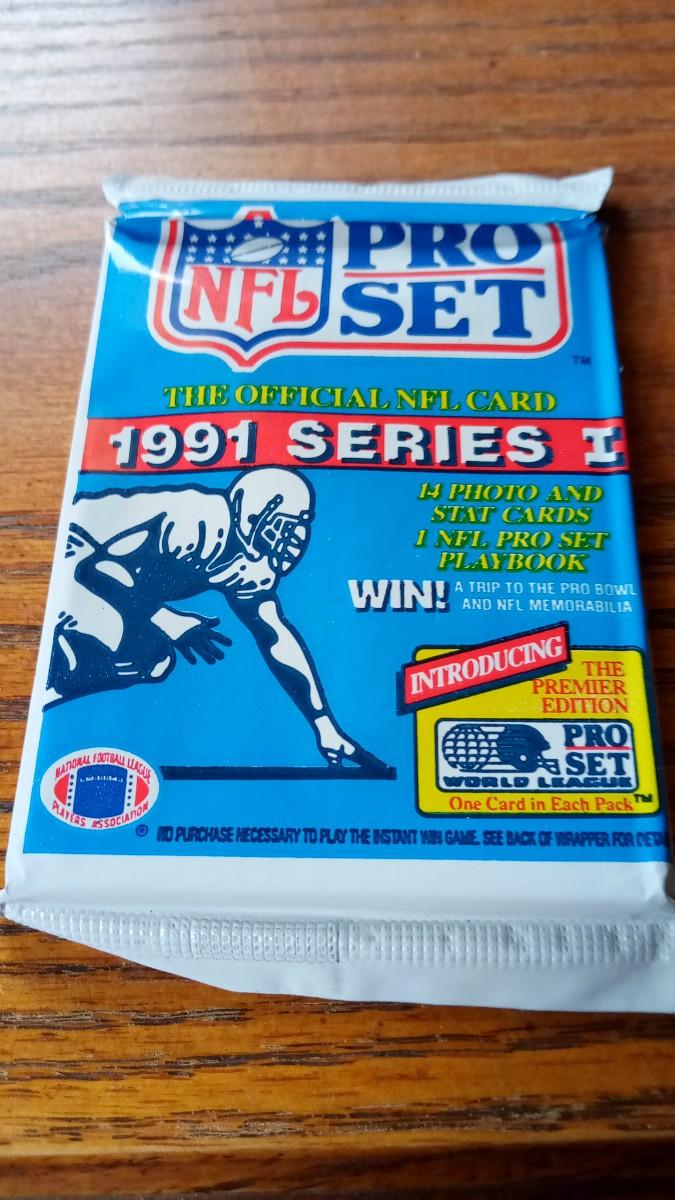 NFL
PRO
SET
TM
THE OFFICIAL NFL CARD
1991 SERIES I
14 PHOTO AND
STAT CARDS
1 NFL PRO SET
PLAYBOOK
WIN! A TRIP TO THE PRO BOWL
AND NFL MEMORABILIA
INTRODUCING
THE
PREMIER
EDITION
PRO
SET
WORLD LEAGUE
One Card in Each Pack™
NATIONAL FOOTBALL LEAGUE
PLAYERS ASSOCIATION
® NO PURCHASE NECESSARY TO PLAY THE INSTANT WIN GAME. SEE BACK OF WRAPPER FOR DETA